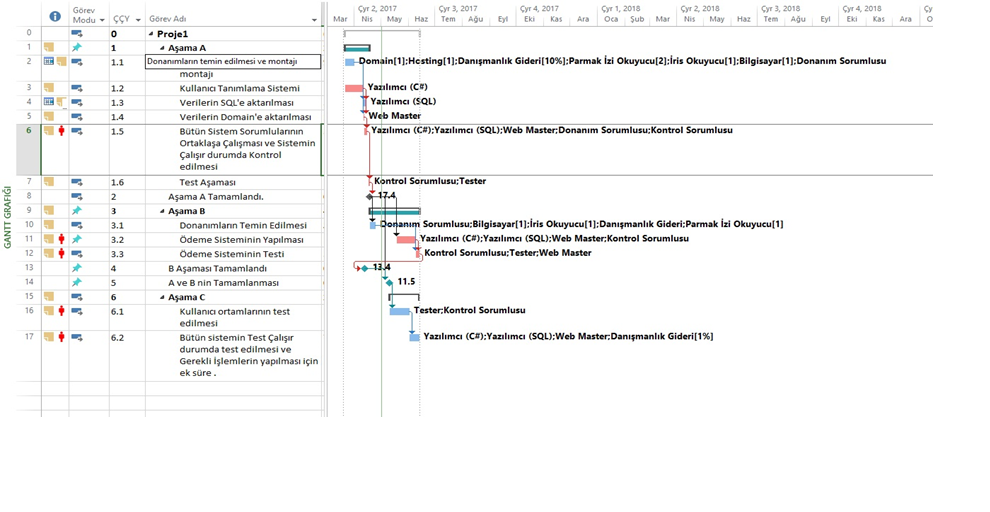 Çyr 2, 2017 Çyr 3, 2017 Çyr 4, 2017 Çyr 1, 2018 Çyr 2, 2018 Çyr 3, 2018 Çyr 4, 2018 Çy
Görev Modu ÇÇY Görev Adı Mar Nis May Haz Tem Ağu Eyl Eki Kas Ara Oca Şub Mar Nis May Haz Tem Ağu Eyl Eki Kas Ara O
0 0 Proje1
1 1 Aşama A
2 1.1 Donanımların temin edilmesi ve montajı Domain[1];Hosting[1];Danışmanlık Gideri[10%];Parmak İzi Okuyucu[2];İris Okuyucu[1];Bilgisayar[1];Donanım Sorumlusu
montajı
3 1.2 Kullanıcı Tanımlama Sistemi Yazılımcı (C#)
4 1.3 Verilerin SQL'e aktarılması Yazılımcı (SQL)
5 1.4 Verilerin Domain'e aktarılması Web Master
6 1.5 Bütün Sistem Sorumlularının Yazılımcı (C#);Yazılımcı (SQL);Web Master;Donanım Sorumlusu;Kontrol Sorumlusu
Ortaklaşa Çalışması ve Sistemin
Çalışır durumda Kontrol
edilmesi
7 1.6 Test Aşaması Kontrol Sorumlusu;Tester
8 2 Aşama A Tamamlandı. 17.4
9 3 Aşama B
10 3.1 Donanımların Temin Edilmesi Donanım Sorumlusu;Bilgisayar[1];İris Okuyucu[1];Danışmanlık Gideri;Parmak İzi Okuyucu[1]
11 3.2 Ödeme Sisteminin Yapılması Yazılımcı (C#);Yazılımcı (SQL);Web Master;Kontrol Sorumlusu
12 3.3 Ödeme Sisteminin Testi Kontrol Sorumlusu;Tester;Web Master
13 4 B Aşaması Tamamlandı 13.4
14 5 A ve B nin Tamamlanması 11.5
15 6 Aşama C
16 6.1 Kullanıcı ortamlarının test Tester;Kontrol Sorumlusu
edilmesi
17 6.2 Bütün sistemin Test Çalışır Yazılımcı (C#);Yazılımcı (SQL);Web Master;Danışmanlık Gideri[1%]
durumda test edilmesi ve
Gerekli İşlemlerin yapılması için
ek süre .
GANTT GRAFİĞİ